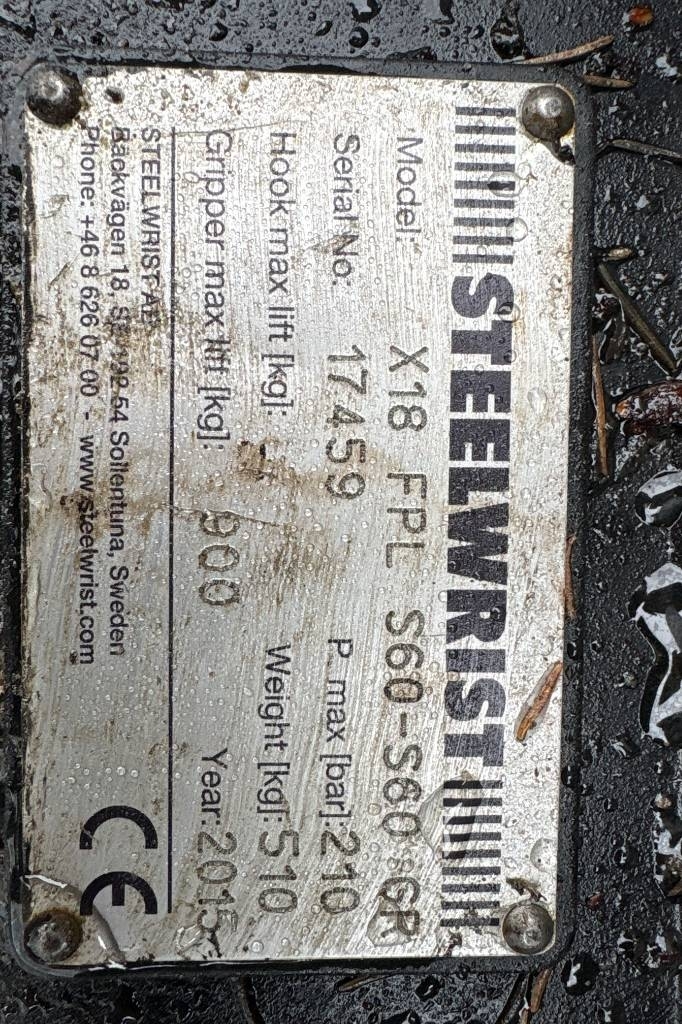 STEELWRIST
Model: X18 FPL S60-S60 GR
Serial No: 17459 P_max [bar]: 210
Hook max lift [kg]: Weight [kg]: 510
Gripper max lift [kg]: 900 Year: 2015
STEELWRIST AB
Bäckvägen 18, SE-192 54 Sollentuna, Sweden
Phone: +46 8 626 07 00 - www.steelwrist.com
CE